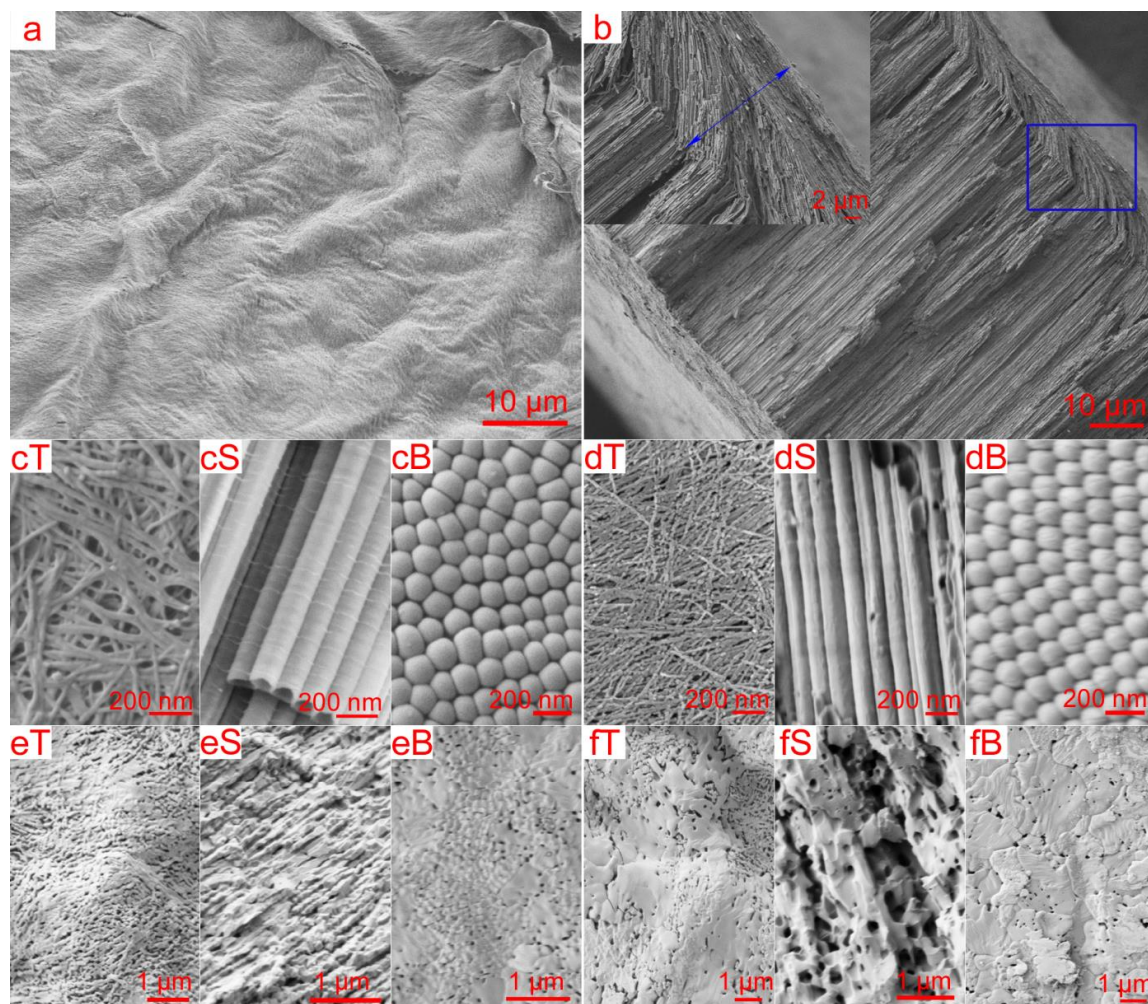 a
b
2 µm
10 µm
10 µm
cT
cS
cB
dT
dS
dB
200 nm
200 nm
200 nm
200 nm
200 nm
200 nm
eT
eS
eB
fT
fS
fB
1 µm
1 µm
1 µm
1 µm
1 µm
1 µm